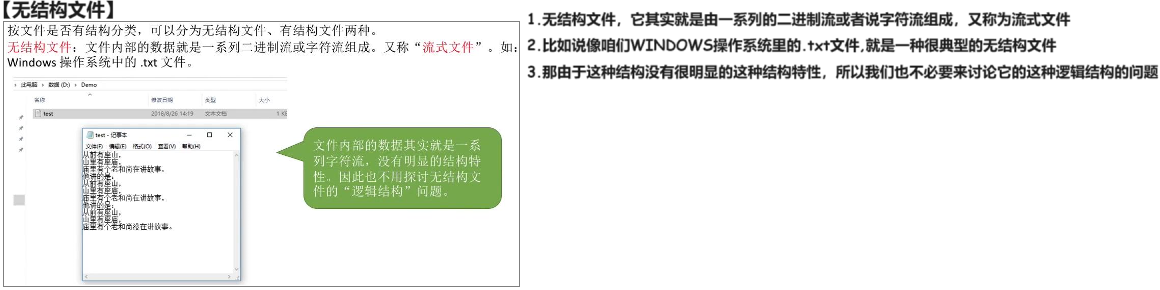 【无结构文件】
按文件是否有结构分类，可以分为无结构文件、有结构文件两种。
无结构文件：文件内部的数据就是一系列二进制流或字符流组成。又称“流式文件”。如：
Windows 操作系统中的 .txt 文件。
此电脑 › 数据 (D:) › Demo
名称 修改日期 类型 大小
test 2018/8/26 14:19 文本文档 1 KB
test - 记事本
文件(F) 编辑(E) 格式(O) 查看(V) 帮助(H)
从前有座山，
山里有座庙，
庙里有个老和尚在讲故事。
他讲的是：
从前有座山，
山里有座庙，
庙里有个老和尚在讲故事。
他讲的是：
从前有座山，
山里有座庙，
庙里有个老和尚没在讲故事。
文件内部的数据其实就是一系
列字符流，没有明显的结构特
性。因此也不用探讨无结构文
件的“逻辑结构”问题。
1.无结构文件，它其实就是由一系列的二进制流或者说字符流组成，又称为流式文件
2.比如说像咱们WINDOWS操作系统里的.txt文件,就是一种很典型的无结构文件
3.那由于这种结构没有很明显的这种结构特性，所以我们也不必要来讨论它的这种逻辑结构的问题